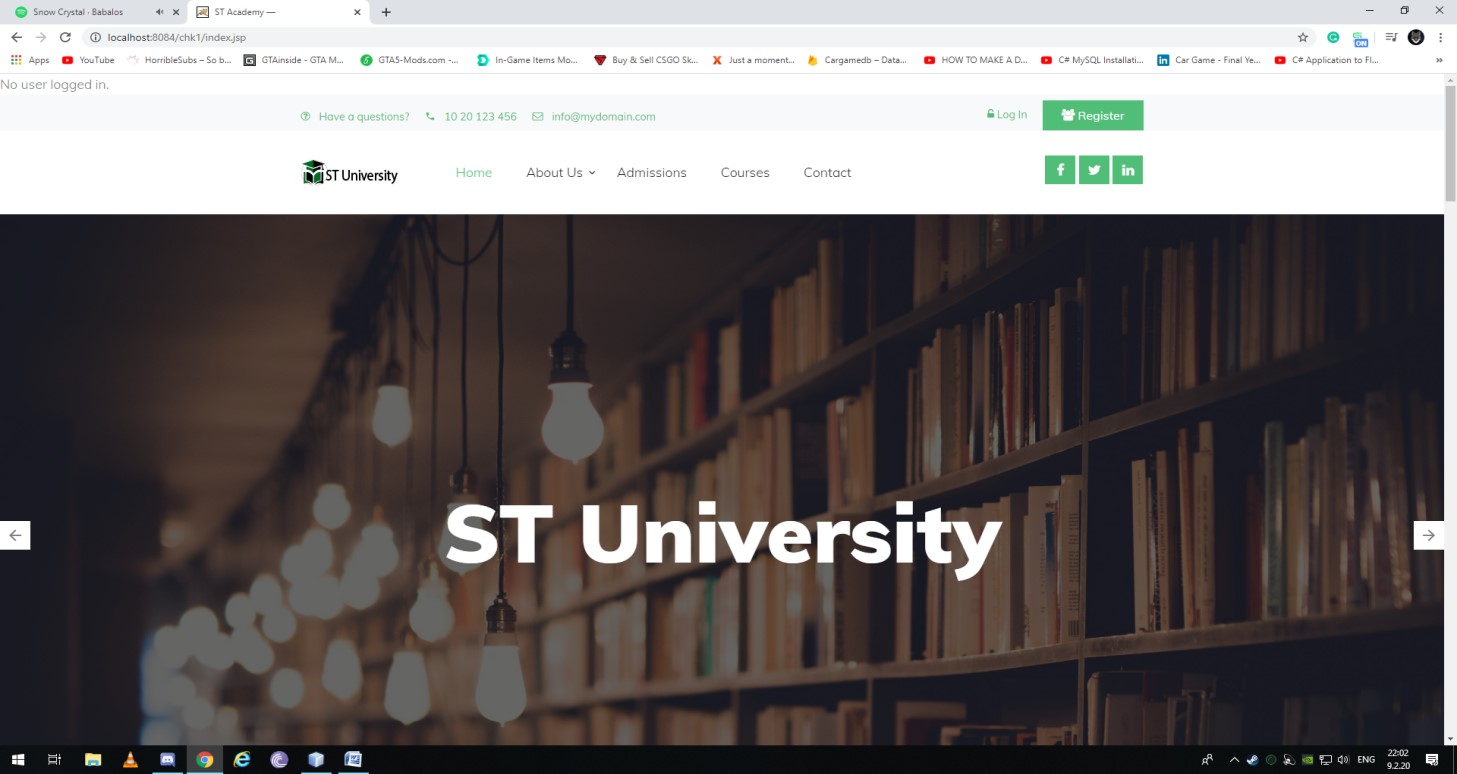 Snow Crystal · Babalos
ST Academy —
localhost:8084/chk1/index.jsp
ON
Apps YouTube HorribleSubs – So b... GTAinside - GTA M... GTA5-Mods.com -... In-Game Items Mo... Buy & Sell CSGO Sk... Just a moment... Cargamedb – Data... HOW TO MAKE A D... C# MySQL Installati... Car Game - Final Ye... C# Application to Fl... »
No user logged in.
Have a questions? 10 20 123 456 info@mydomain.com Log In Register
ST University Home About Us Admissions Courses Contact
ST University
ENG 22:02
9.2.20